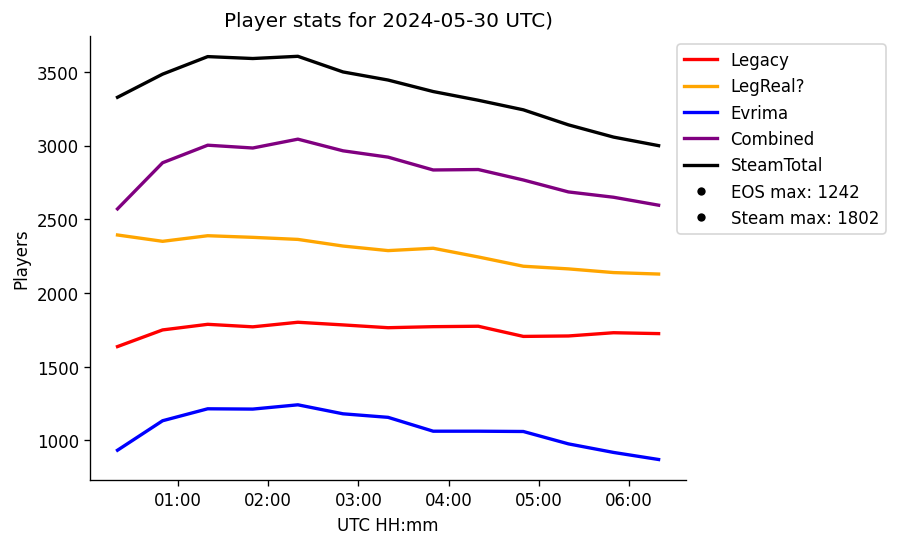 Player stats for 2024-05-30 UTC)
Players
3500
3000
2500
2000
1500
1000
01:00 02:00 03:00 04:00 05:00 06:00
UTC HH:mm
Legacy
LegReal?
Evrima
Combined
SteamTotal
EOS max: 1242
Steam max: 1802